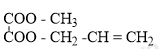 COO - CH₃
COO - CH₂ - CH = CH₂